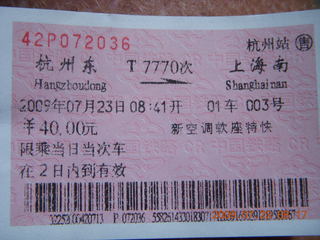 42P072036 杭州站 售
杭州东 T 7770次 上海南
Hangzhoudong Shanghainan
2009年07月23日 08:41开 01车 003号
￥40.00元 新空调软座特快
限乘当日当次车
在2日内到有效